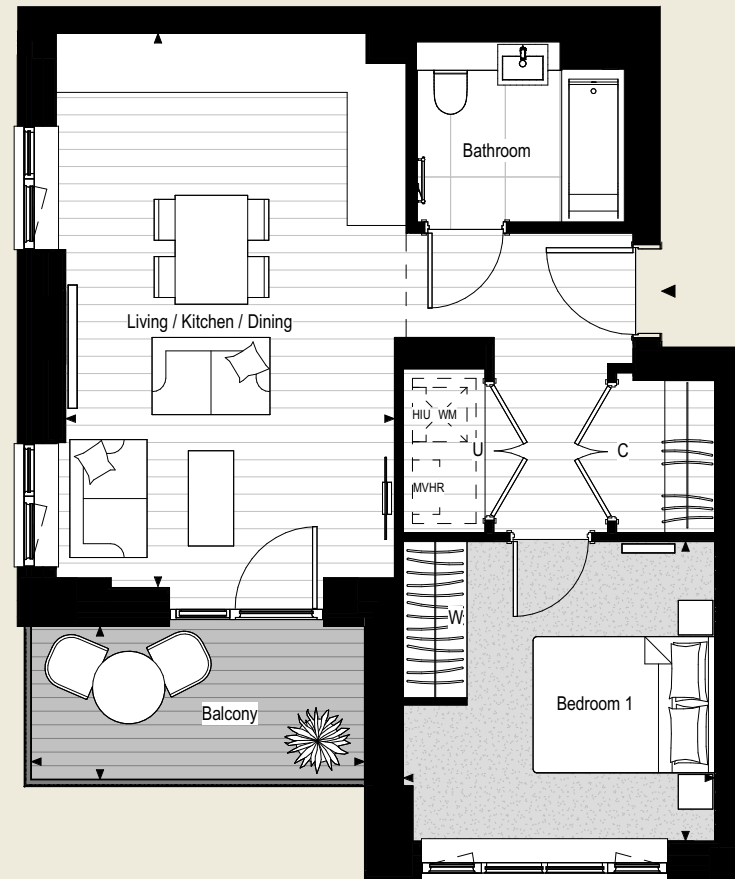 Bathroom
Living / Kitchen / Dining
HIU WM
U
C
MVHR
W
Bedroom 1
Balcony